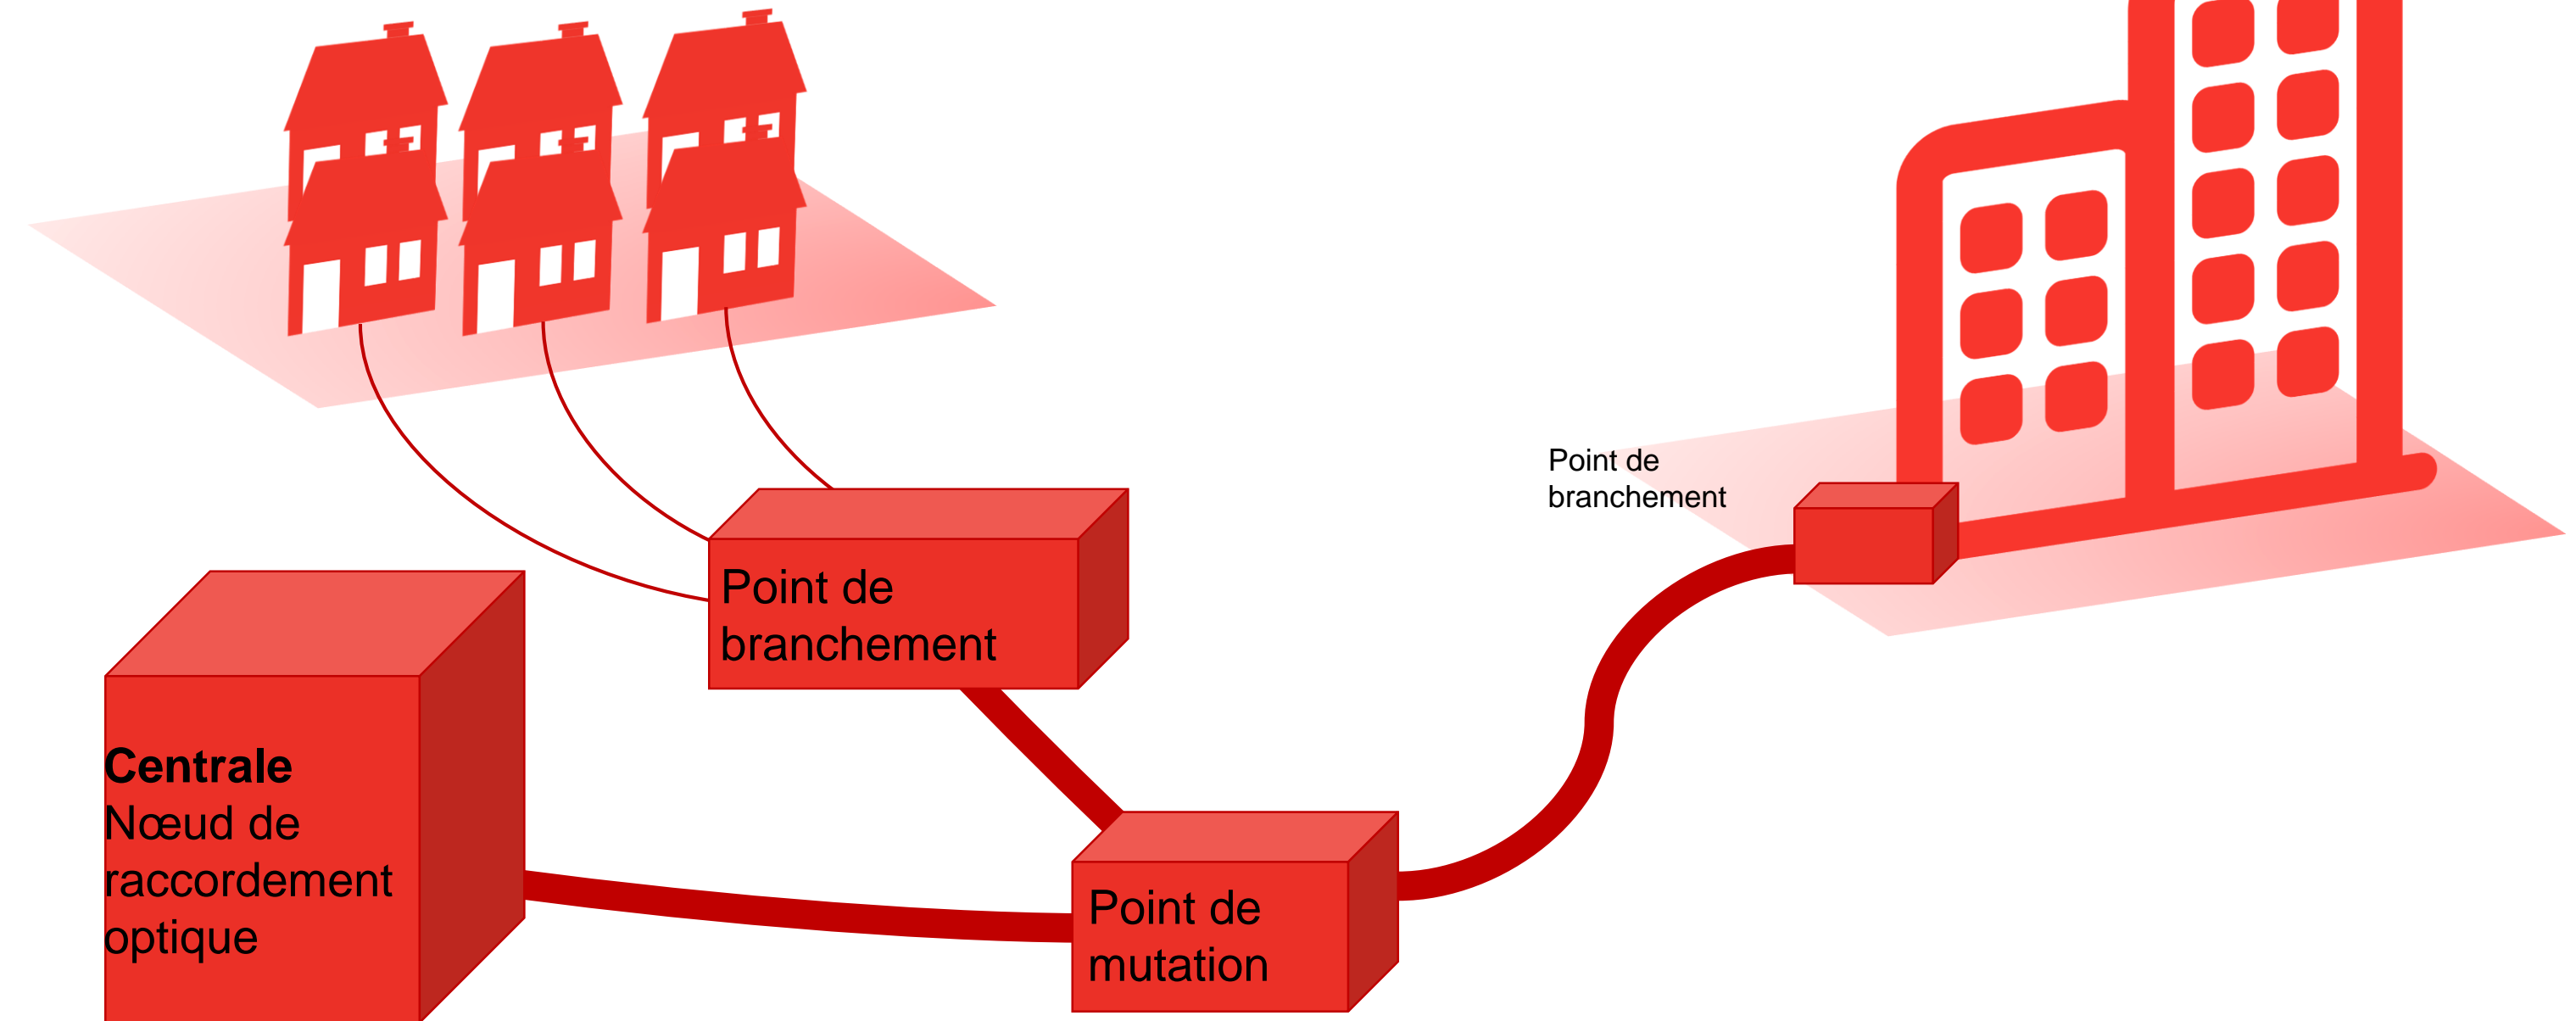 Point de
branchement
Point de
branchement
Centrale
Nœud de
raccordement
optique
Point de
mutation